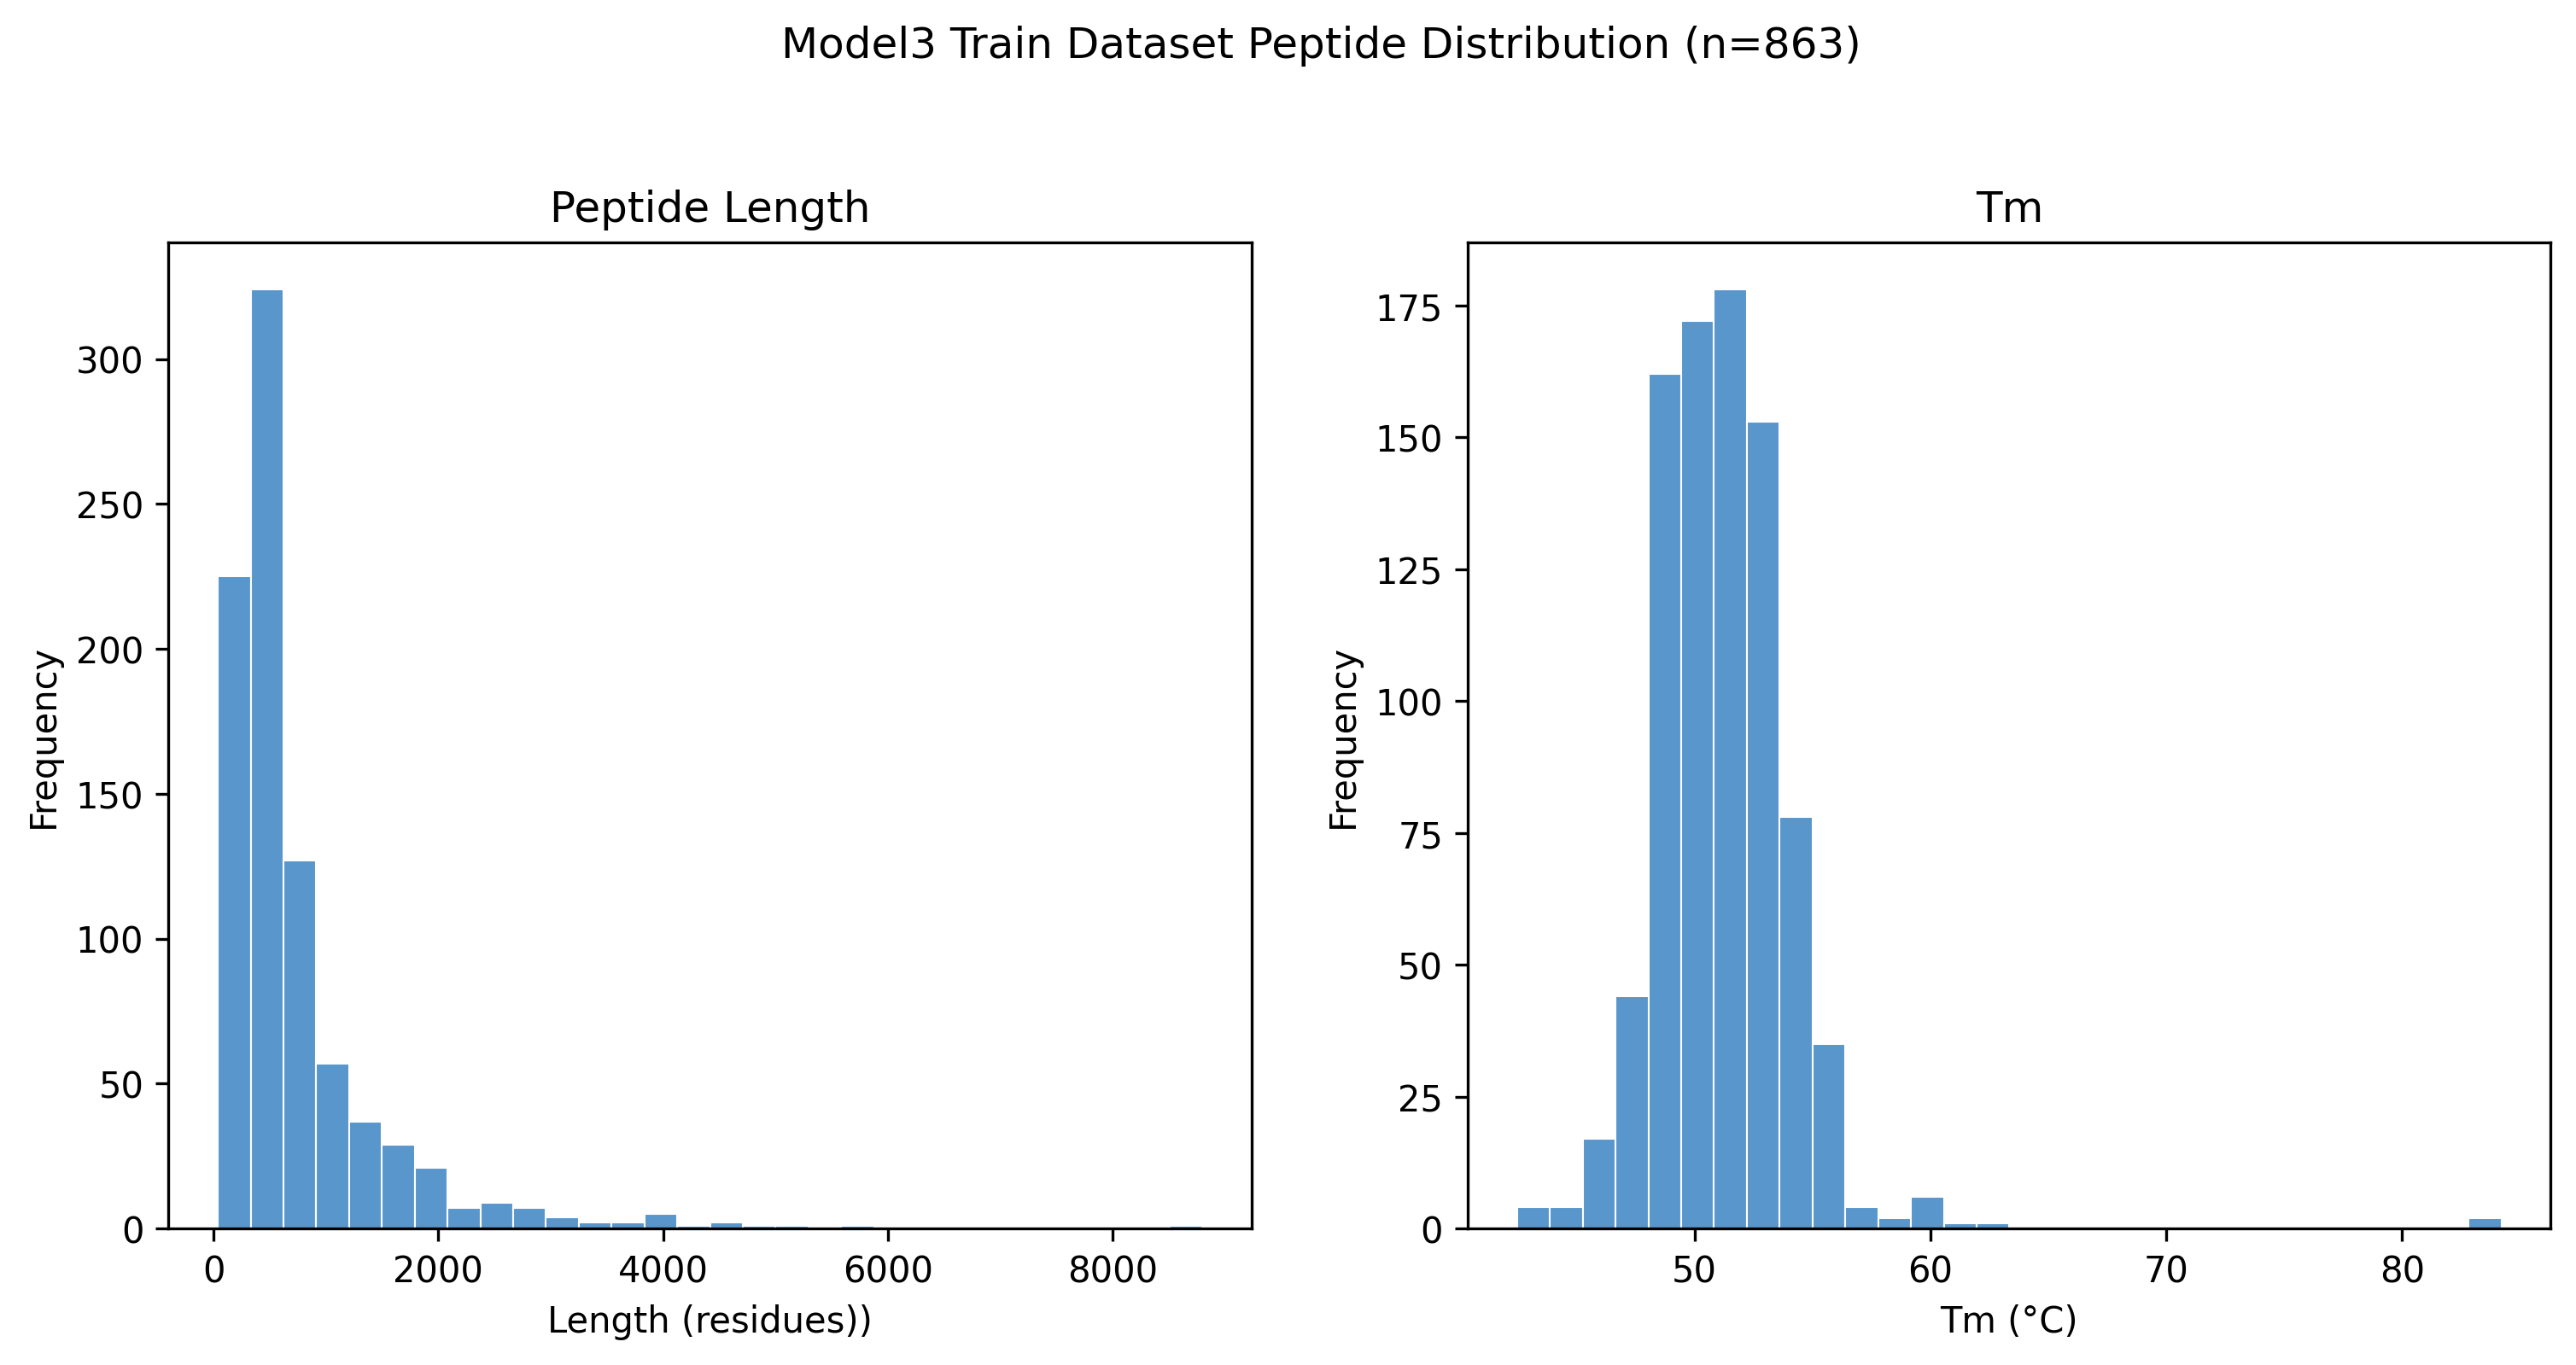 Model3 Train Dataset Peptide Distribution (n=863)
Peptide Length
Frequency
300
250
200
150
100
50
0
0 2000 4000 6000 8000
Length (residues))
Tm
Frequency
175
150
125
100
75
50
25
0
50 60 70 80
Tm (°C)